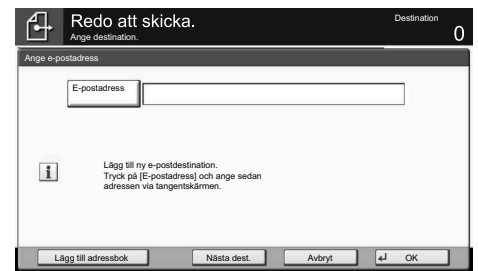 Redo att skicka.
Ange destination.
Destination
0
Ange e-postadress
E-postadress
Lägg till ny e-postdestination.
Tryck på [E-postadress] och ange sedan
adressen via tangentskärmen.
Lägg till adressbok
Nästa dest.
Avbryt
OK